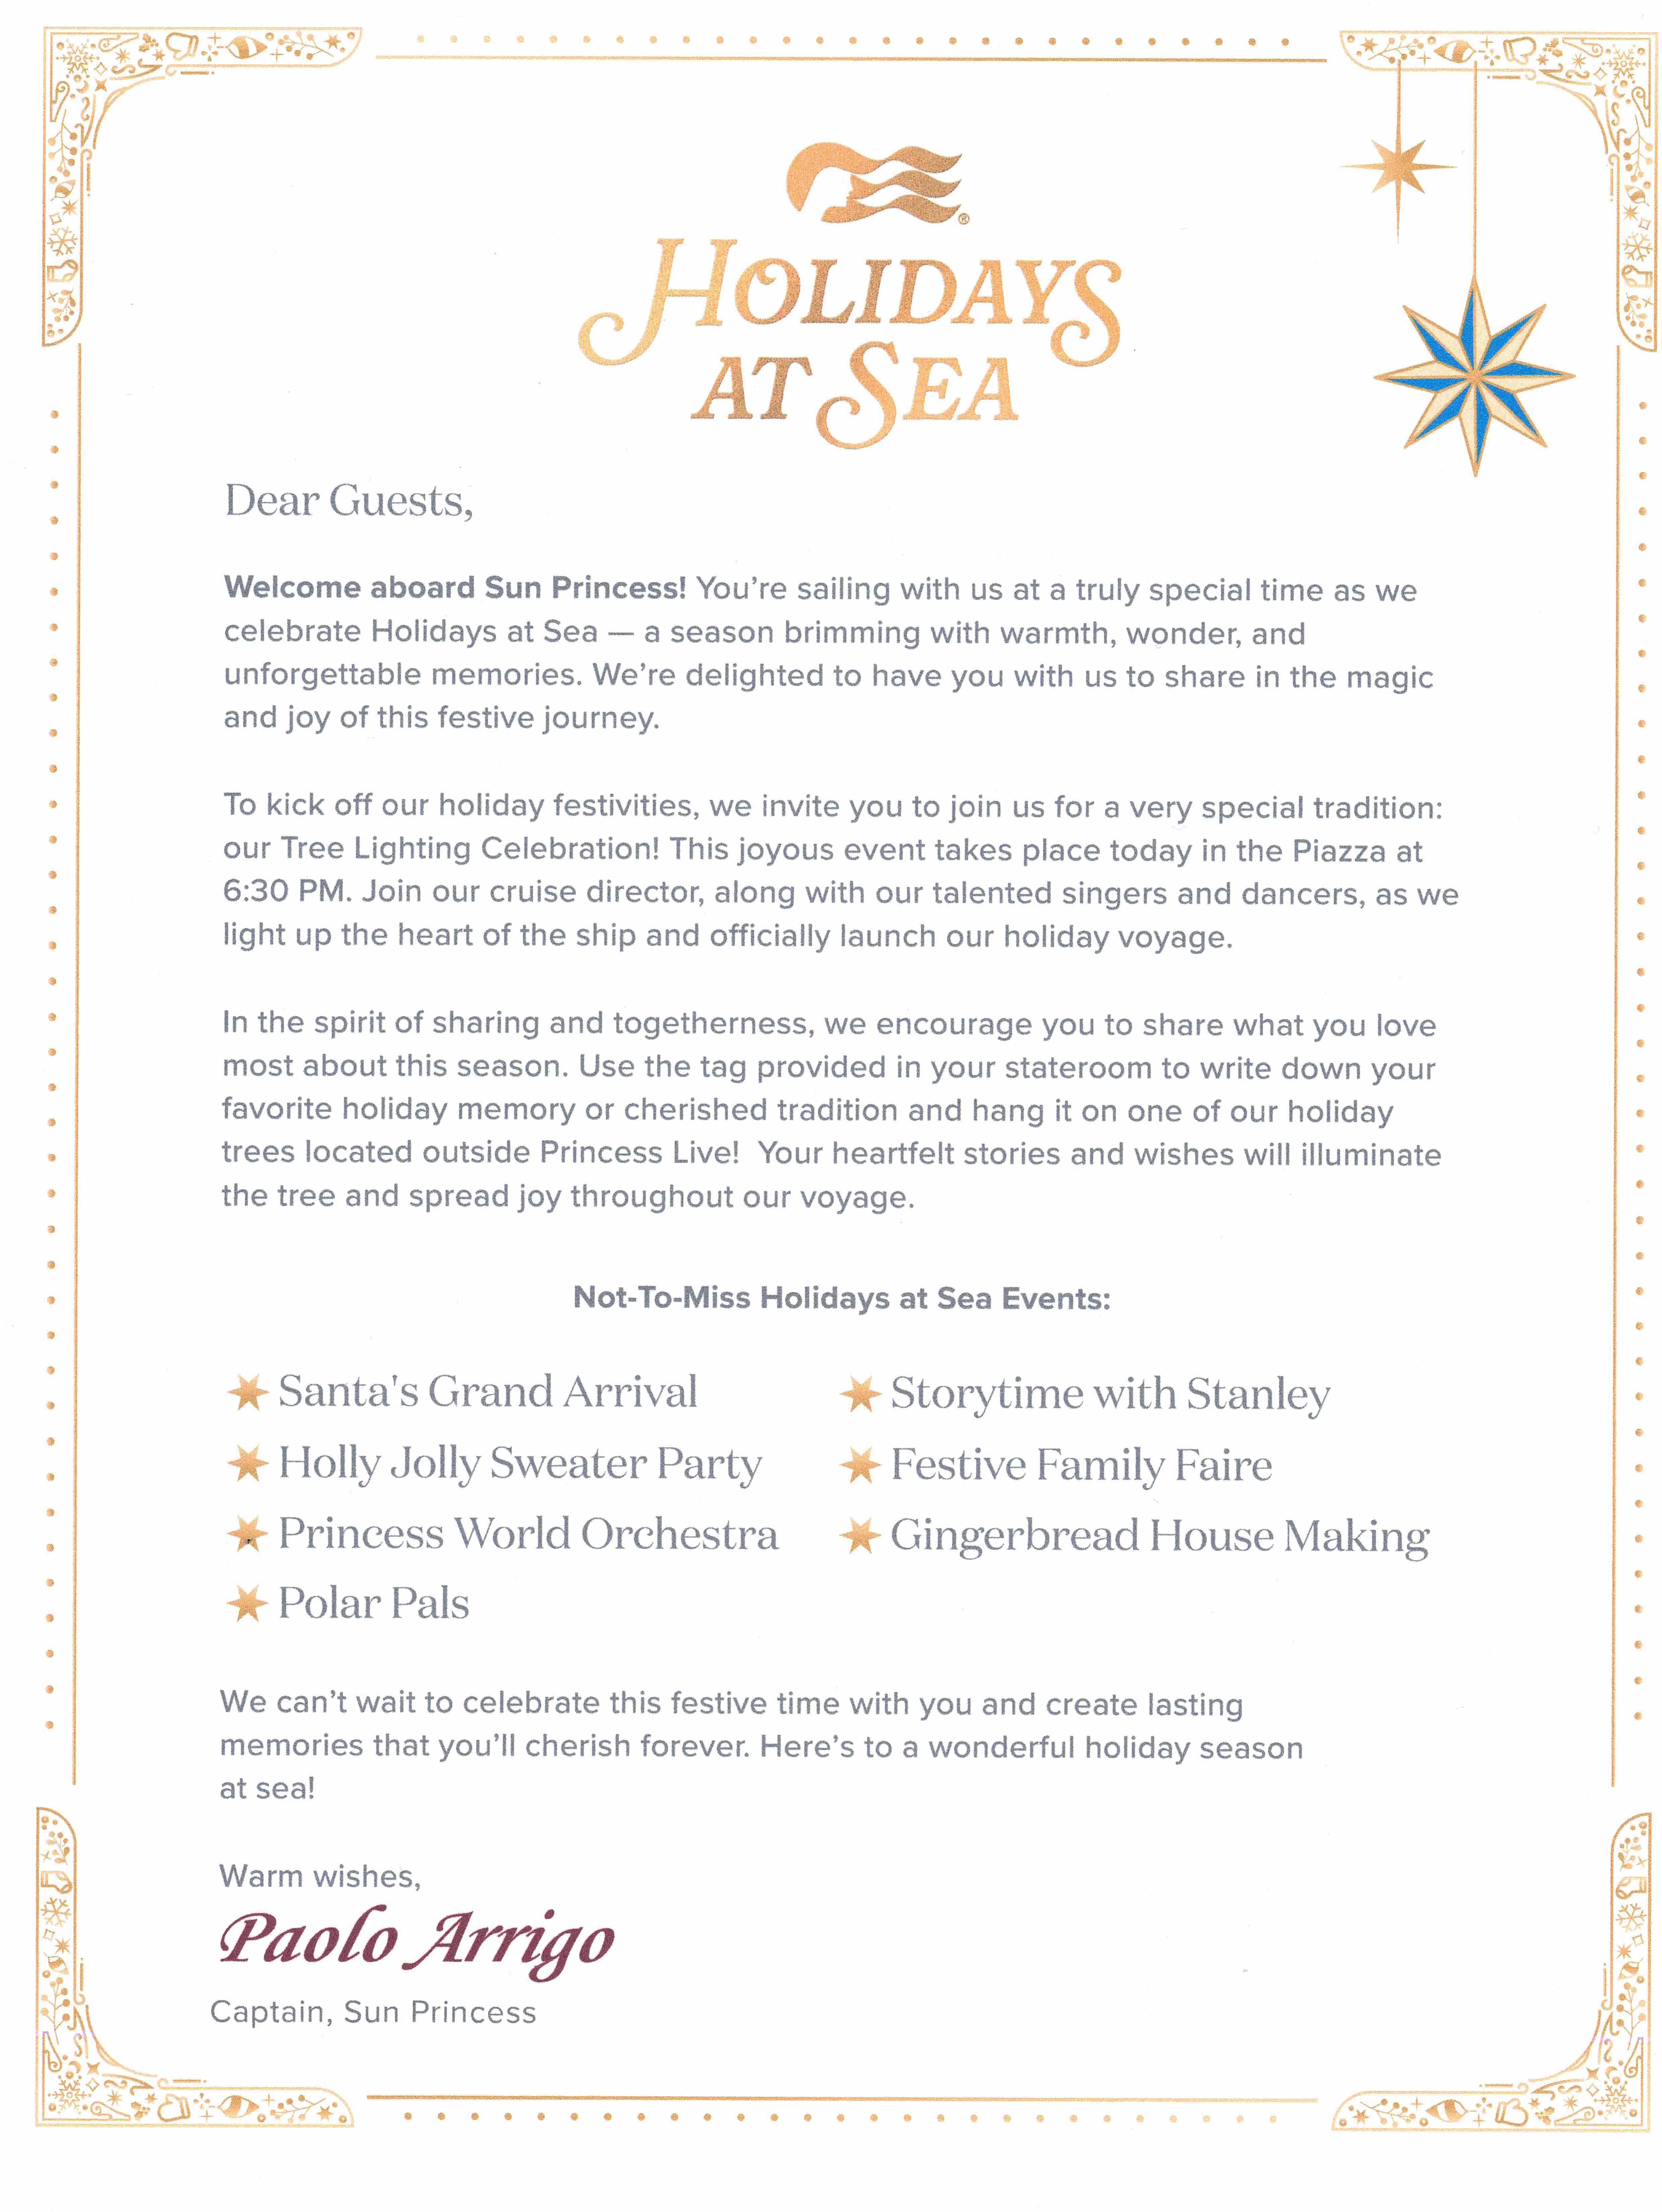 HOLIDAYS
AT SEA
Dear Guests,
Welcome aboard Sun Princess! You're sailing with us at a truly special time as we
celebrate Holidays at Sea — a season brimming with warmth, wonder, and
unforgettable memories. We're delighted to have you with us to share in the magic
and joy of this festive journey.
To kick off our holiday festivities, we invite you to join us for a very special tradition:
our Tree Lighting Celebration! This joyous event takes place today in the Piazza at
6:30 PM. Join our cruise director, along with our talented singers and dancers, as we
light up the heart of the ship and officially launch our holiday voyage.
In the spirit of sharing and togetherness, we encourage you to share what you love
most about this season. Use the tag provided in your stateroom to write down your
favorite holiday memory or cherished tradition and hang it on one of our holiday
trees located outside Princess Live!  Your heartfelt stories and wishes will illuminate
the tree and spread joy throughout our voyage.
Not-To-Miss Holidays at Sea Events:
Santa's Grand Arrival
Holly Jolly Sweater Party
Princess World Orchestra
Polar Pals
Storytime with Stanley
Festive Family Faire
Gingerbread House Making
We can't wait to celebrate this festive time with you and create lasting
memories that you'll cherish forever. Here's to a wonderful holiday season
at sea!
Warm wishes,
Paolo Arrigo
Captain, Sun Princess